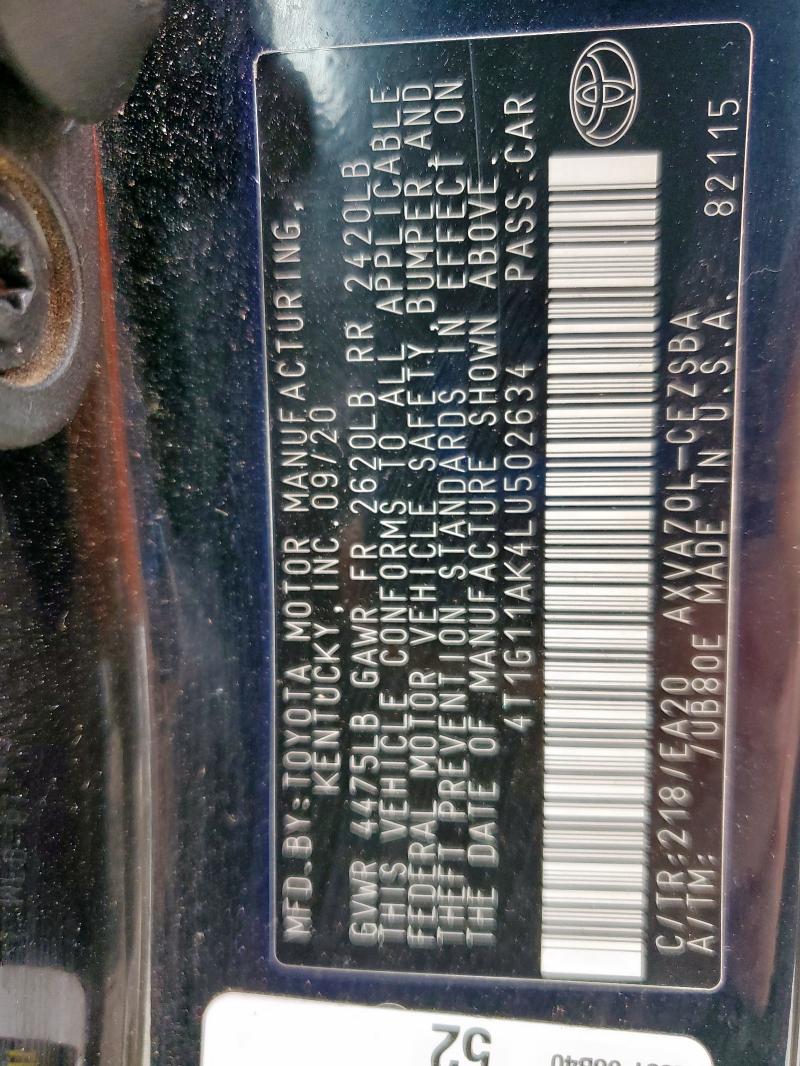 MFD.BY:TOYOTA MOTOR MANUFACTURING,
KENTUCKY, INC.09/20
GVWR 4475LB GAWR FR 2620LB RR 2420LB
THIS VEHICLE CONFORMS TO ALL APPLICABLE
FEDERAL MOTOR VEHICLE SAFETY, BUMPER, AND
THEFT PREVENTION STANDARDS IN EFFECT ON
THE DATE OF MANUFACTURE SHOWN ABOVE.
4T1G11AK4LU502634 PASS.CAR
C/TR:218/EA20 AXVA70L-CEZSBA 82115
A/TM: /UB80E MADE IN U.S.A.
52